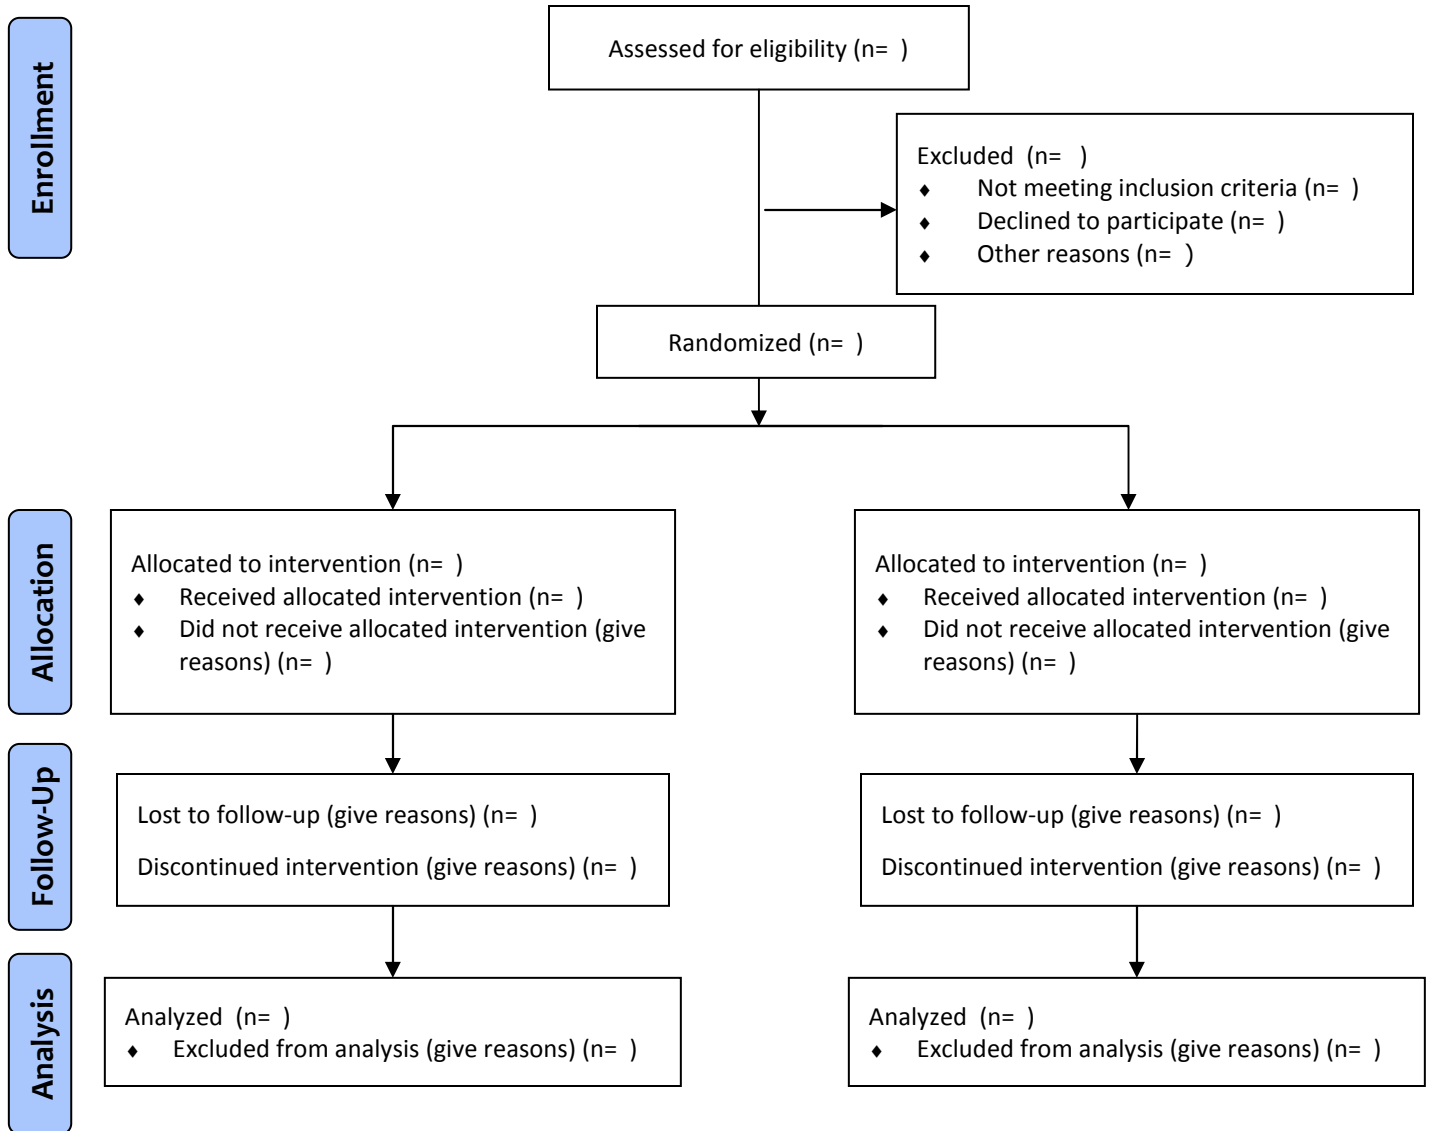 Enrollment
Assessed for eligibility (n=  )
Excluded  (n=   )
♦ Not meeting inclusion criteria (n=  )
♦ Declined to participate (n=  )
♦ Other reasons (n=  )
Randomized (n=  )
Allocation
Allocated to intervention (n=  )
♦ Received allocated intervention (n=  )
♦ Did not receive allocated intervention (give
reasons) (n=  )
Allocated to intervention (n=  )
♦ Received allocated intervention (n=  )
♦ Did not receive allocated intervention (give
reasons) (n=  )
Follow-Up
Lost to follow-up (give reasons) (n=  )
Discontinued intervention (give reasons) (n=  )
Lost to follow-up (give reasons) (n=  )
Discontinued intervention (give reasons) (n=  )
Analysis
Analyzed  (n=  )
♦ Excluded from analysis (give reasons) (n=  )
Analyzed  (n=  )
♦ Excluded from analysis (give reasons) (n=  )